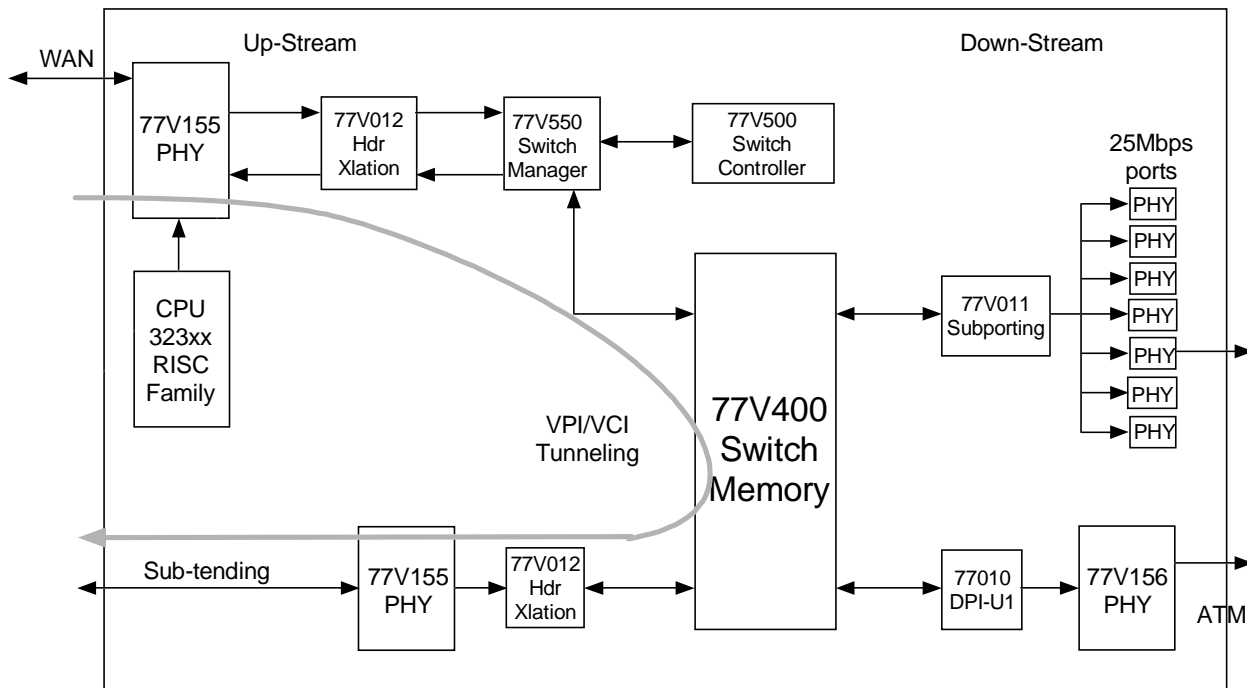 Up-Stream
Down-Stream
WAN
77V155
PHY
77V012
Hdr
Xlation
77V550
Switch
Manager
77V500
Switch
Controller
25Mbps
ports
PHY
PHY
PHY
PHY
PHY
PHY
PHY
CPU
323xx
RISC
Family
77V011
Subporting
VPI/VCI
Tunneling
77V400
Switch
Memory
Sub-tending
77V155
PHY
77V012
Hdr
Xlation
77010
DPI-U1
77V156
PHY
ATM